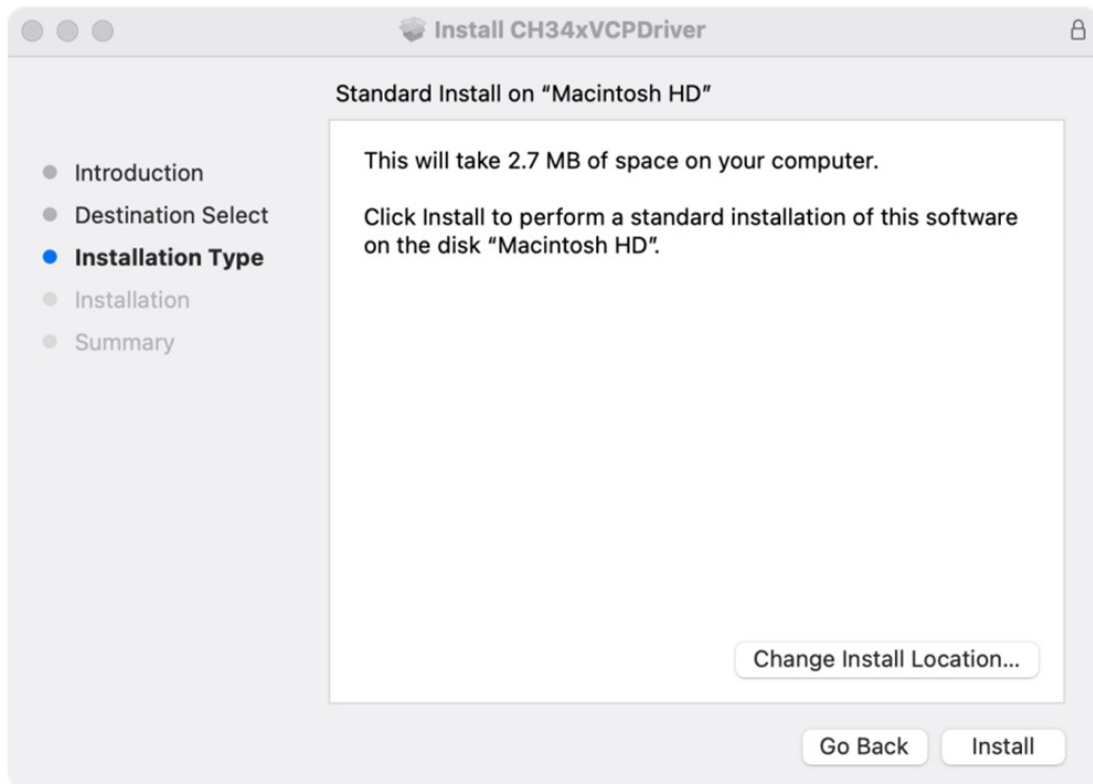 Install CH34xVCPDriver
Standard Install on “Macintosh HD”
Introduction
Destination Select
Installation Type
Installation
Summary
This will take 2.7 MB of space on your computer.
Click Install to perform a standard installation of this software
on the disk “Macintosh HD”.
Change Install Location...
Go Back
Install